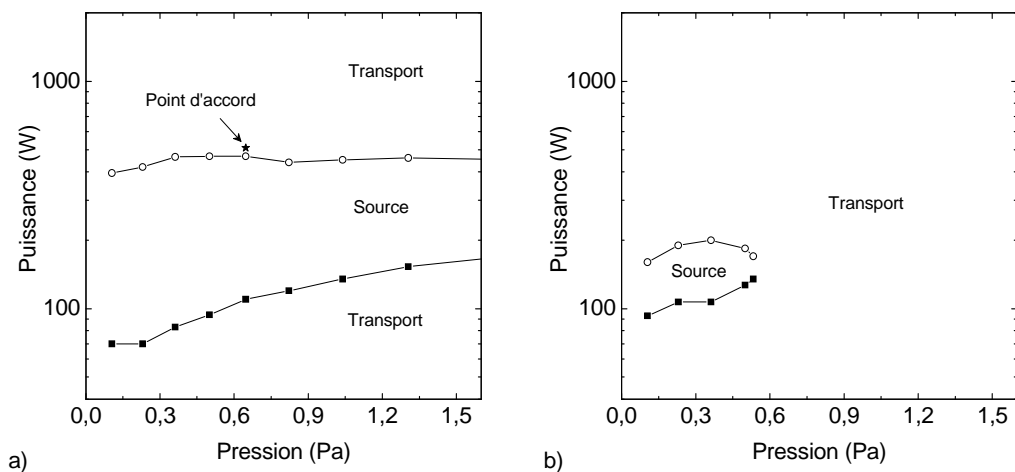 1000
100
Puissance (W)
Transport
Point d'accord
Source
Transport
0,0 0,3 0,6 0,9 1,2 1,5
Pression (Pa)
a)
1000
100
Puissance (W)
Transport
Source
0,0 0,3 0,6 0,9 1,2 1,5
Pression (Pa)
b)